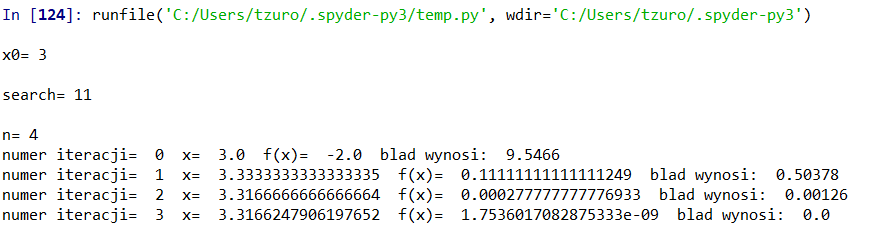 In [124]: runfile('C:/Users/tzuro/.spyder-py3/temp.py', wdir='C:/Users/tzuro/.spyder-py3')
x0= 3
search= 11
n= 4
numer iteracji=  0  x=  3.0  f(x)=  -2.0  blad wynosi:  9.5466
numer iteracji=  1  x=  3.3333333333333335  f(x)=  0.11111111111111249  blad wynosi:  0.50378
numer iteracji=  2  x=  3.3166666666666664  f(x)=  0.000277777777776933  blad wynosi:  0.00126
numer iteracji=  3  x=  3.3166247906197652  f(x)=  1.7536017082875333e-09  blad wynosi:  0.0